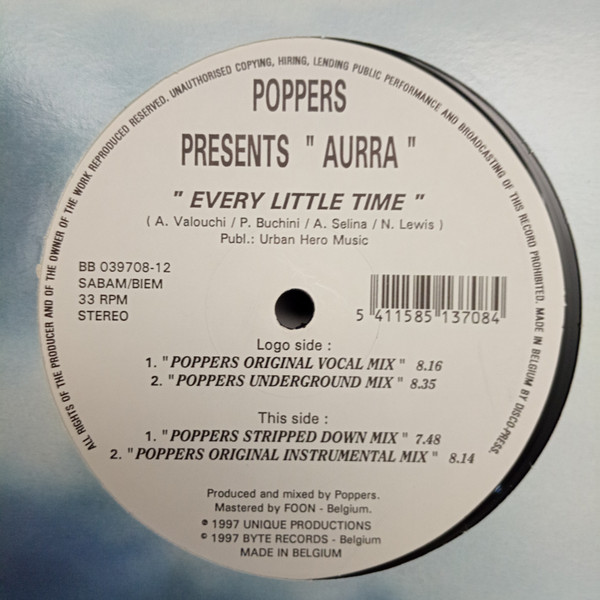 ALL RIGHTS OF THE PRODUCER AND OF THE OWNER OF THE WORK REPRODUCED RESERVED. UNAUTHORISED COPYING, HIRING, LENDING PUBLIC PERFORMANCE AND BROADCASTING OF THIS RECORD PROHIBITED. MADE IN BELGIUM BY DISCO-PRESS.
POPPERS
PRESENTS " AURRA "
" EVERY LITTLE TIME "
( A. Valouchi / P. Buchini / A. Selina / N. Lewis )
Publ.: Urban Hero Music
BB 039708-12
SABAM/BIEM
33 RPM
STEREO
5 411585 137084
Logo side :
1. "POPPERS ORIGINAL VOCAL MIX " 8.16
2. "POPPERS UNDERGROUND MIX " 8.35
This side :
1. "POPPERS STRIPPED DOWN MIX " 7.48
2. "POPPERS ORIGINAL INSTRUMENTAL MIX " 8.14
Produced and mixed by Poppers.
Mastered by FOON - Belgium.
℗ 1997 UNIQUE PRODUCTIONS
© 1997 BYTE RECORDS - Belgium
MADE IN BELGIUM